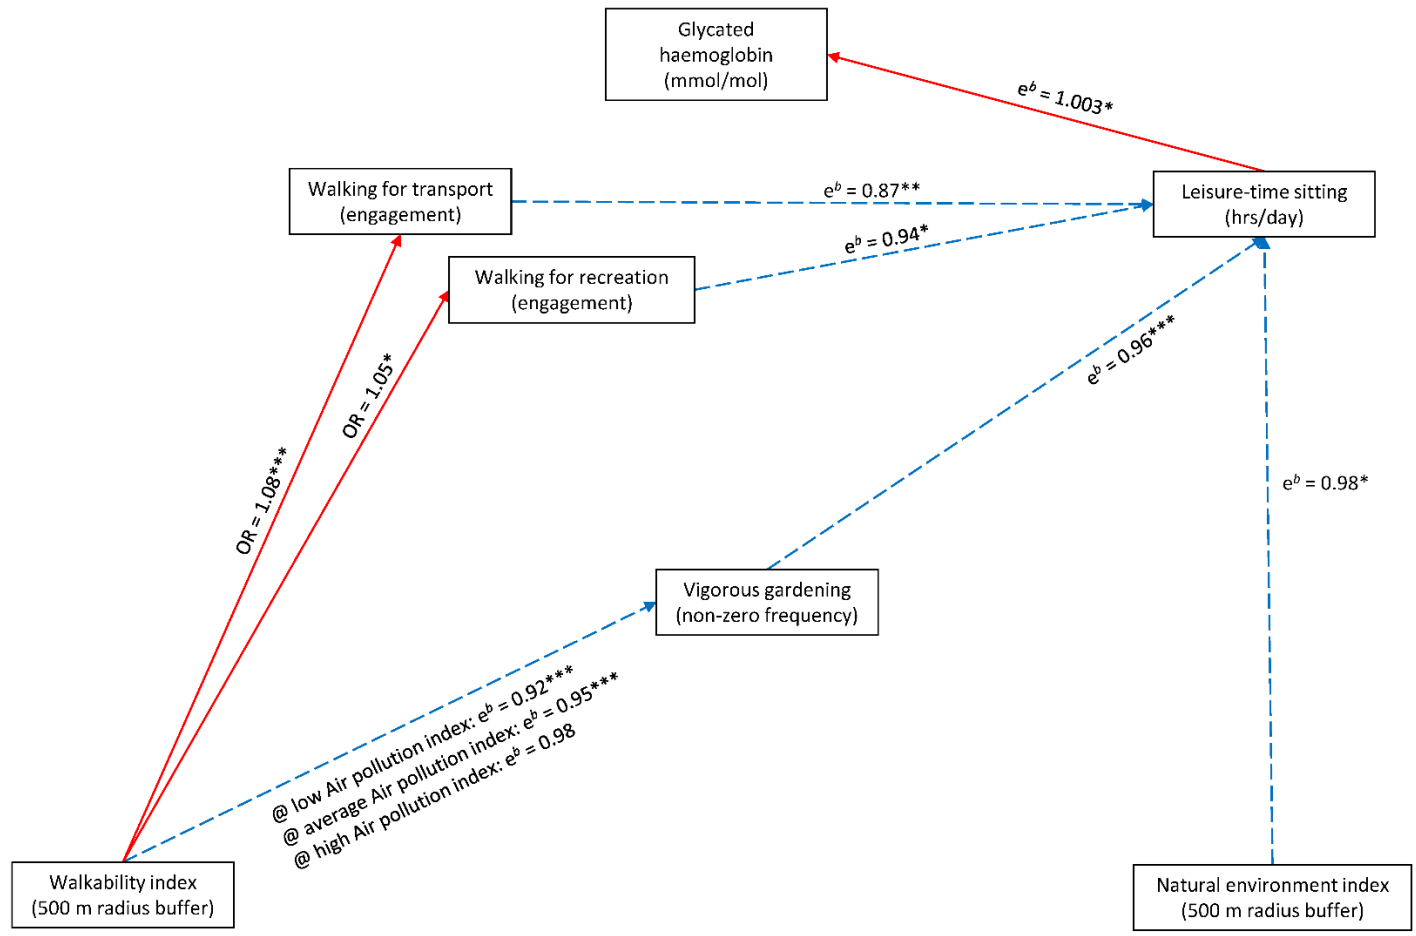 Glycated
haemoglobin
(mmol/mol)
e^b = 1.003*
Walking for transport
(engagement)
e^b = 0.87**
Leisure-time sitting
(hrs/day)
e^b = 0.94*
Walking for recreation
(engagement)
e^b = 0.96***
OR = 1.05*
OR = 1.08***
e^b = 0.98*
Vigorous gardening
(non-zero frequency)
@ low Air pollution index: e^b = 0.92***
@ average Air pollution index: e^b = 0.95***
@ high Air pollution index: e^b = 0.98
Walkability index
(500 m radius buffer)
Natural environment index
(500 m radius buffer)